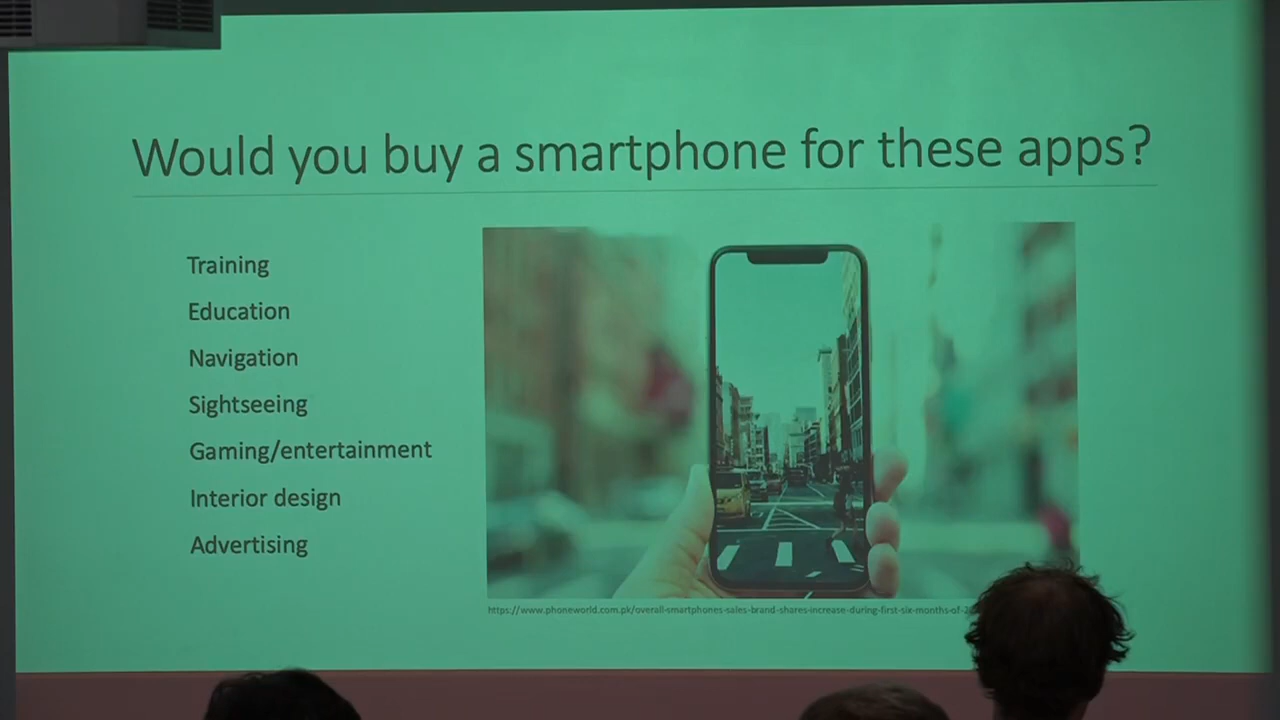 Would you buy a smartphone for these apps?
Training
Education
Navigation
Sightseeing
Gaming/entertainment
Interior design
Advertising
https://www.phoneworld.com.pk/overall-smartphones-sales-brand-shares-increase-during-first-six-months-of-